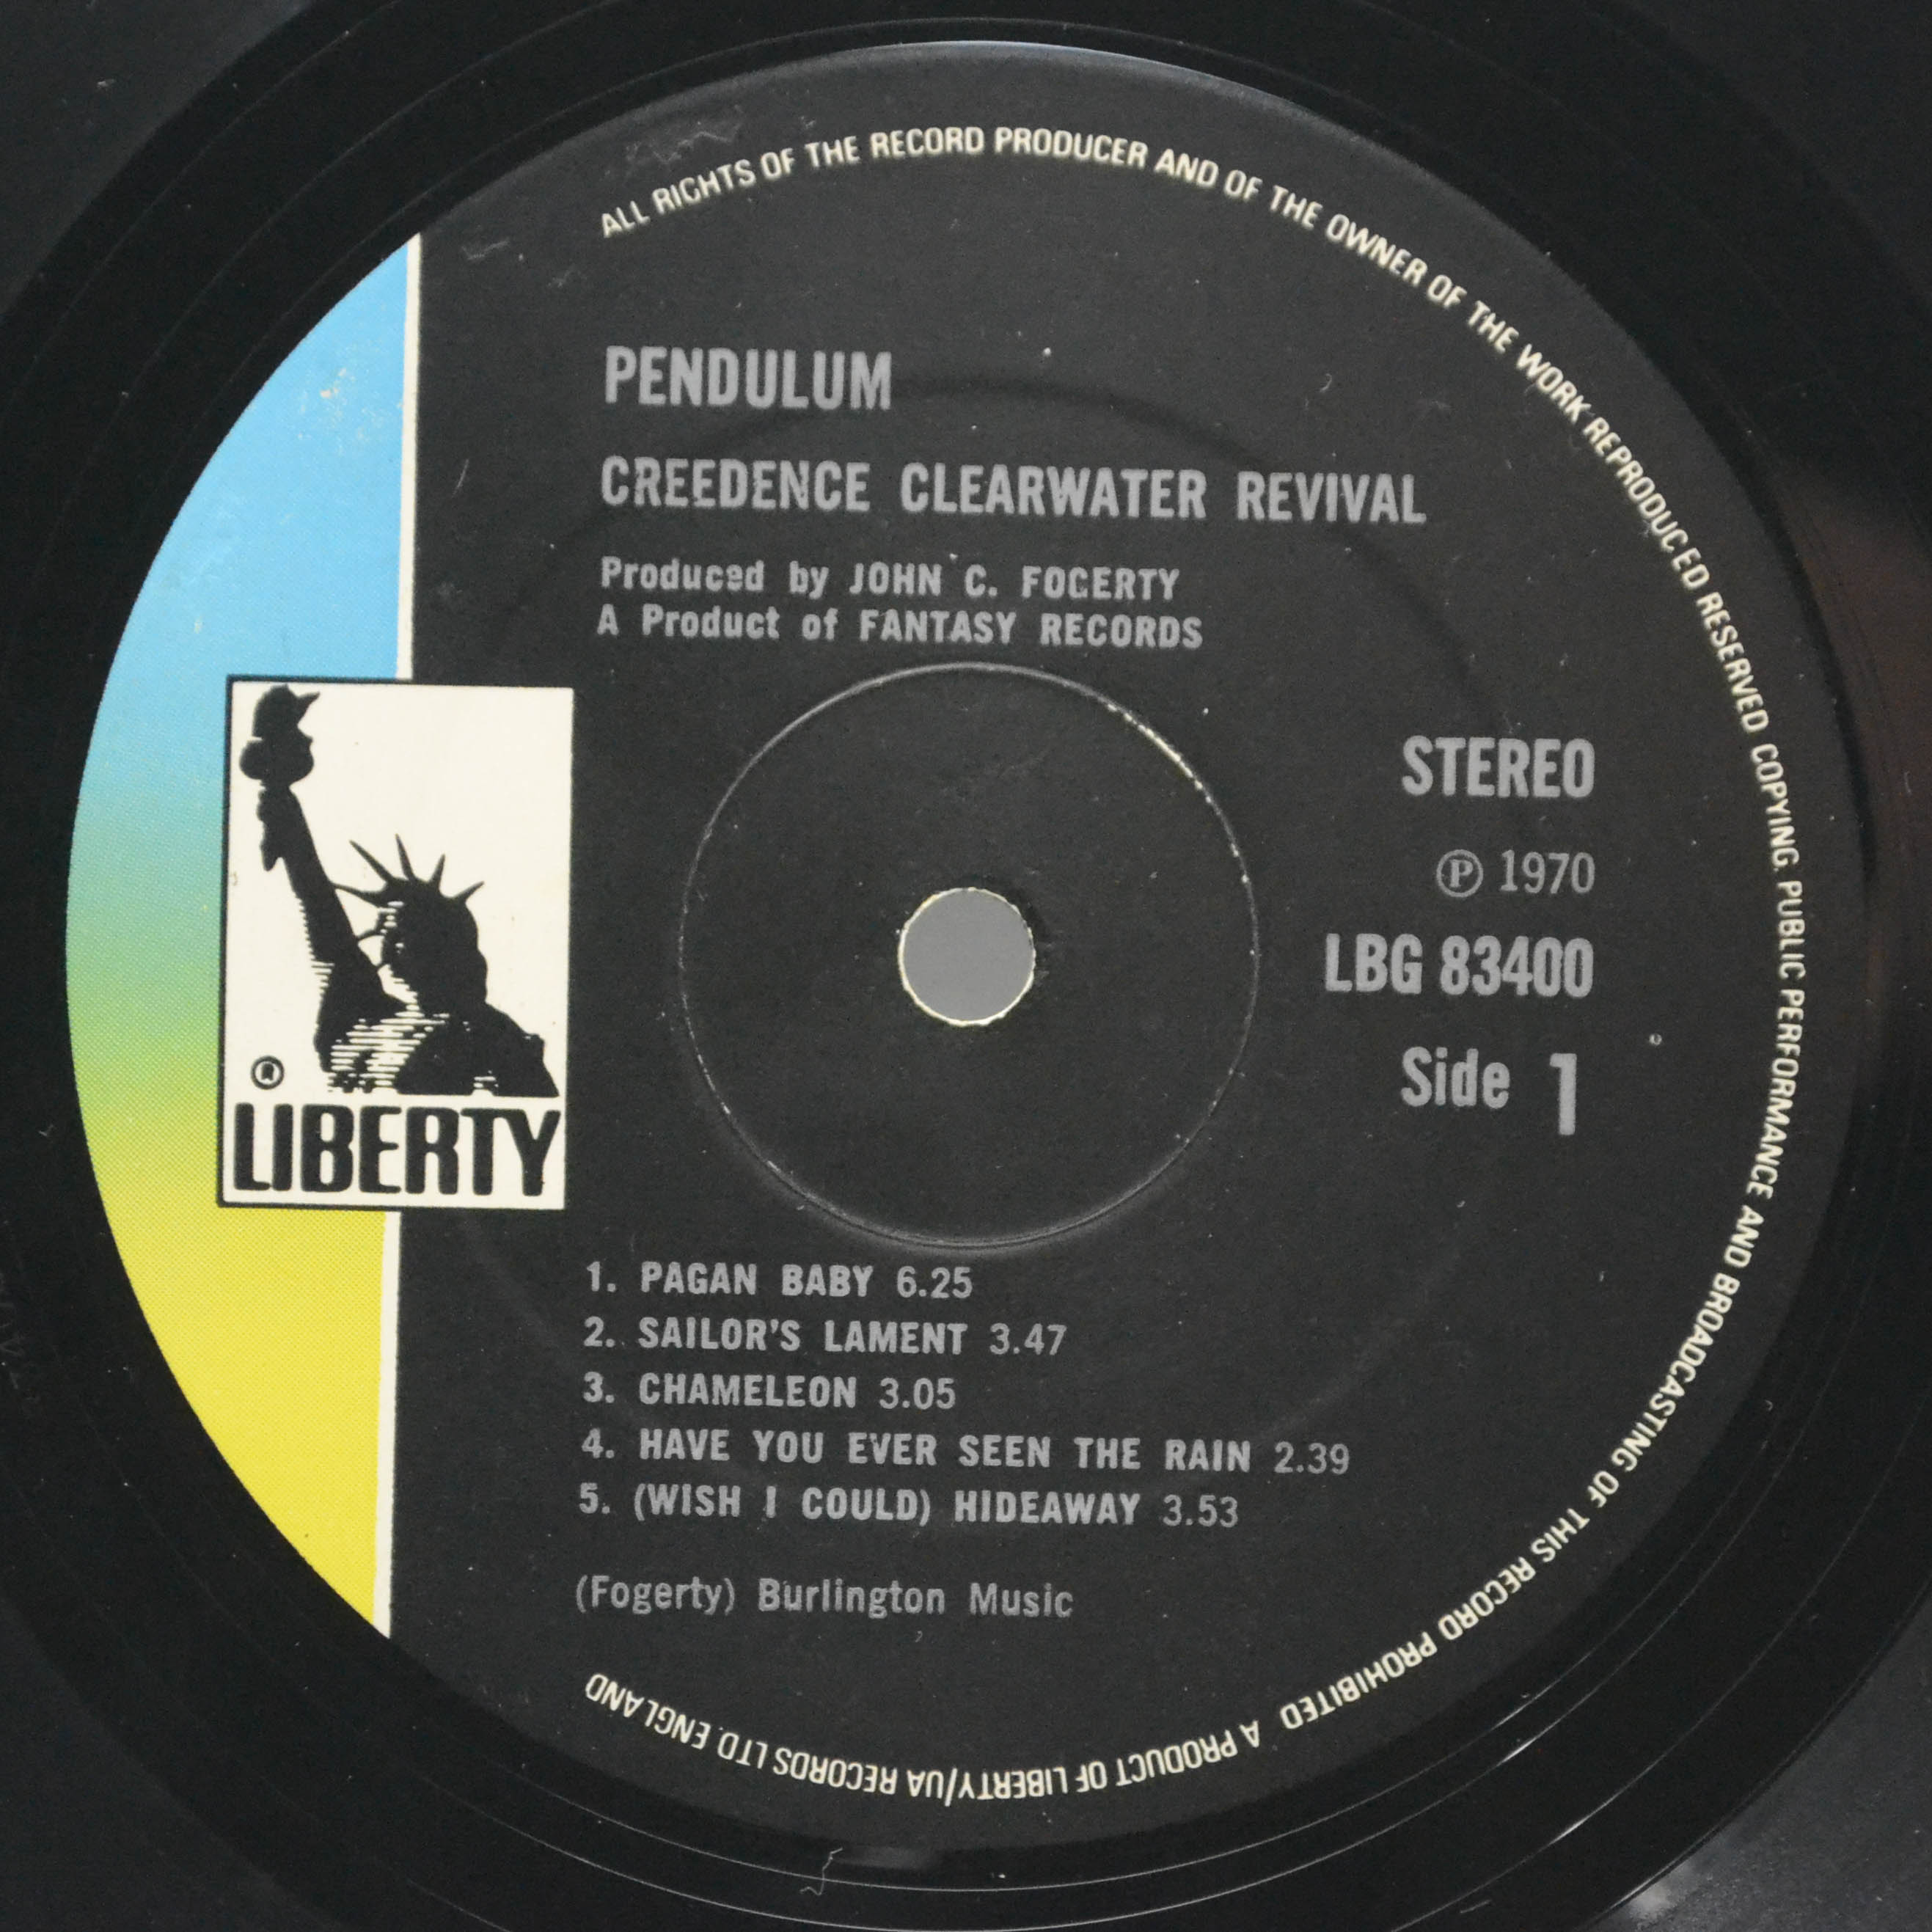 ALL RIGHTS OF THE RECORD PRODUCER AND OF THE OWNER OF THE WORK REPRODUCED RESERVED COPYING, PUBLIC PERFORMANCE AND BROADCASTING OF THIS RECORD PROHIBITED A PRODUCT OF LIBERTY/UA RECORDS LTD. ENGLAND
PENDULUM
CREEDENCE CLEARWATER REVIVAL
Produced by JOHN C. FOGERTY
A Product of FANTASY RECORDS
STEREO
℗ 1970
LBG 83400
Side 1
®
LIBERTY
1. PAGAN BABY 6.25
2. SAILOR'S LAMENT 3.47
3. CHAMELEON 3.05
4. HAVE YOU EVER SEEN THE RAIN 2.39
5. (WISH I COULD) HIDEAWAY 3.53
(Fogerty) Burlington Music